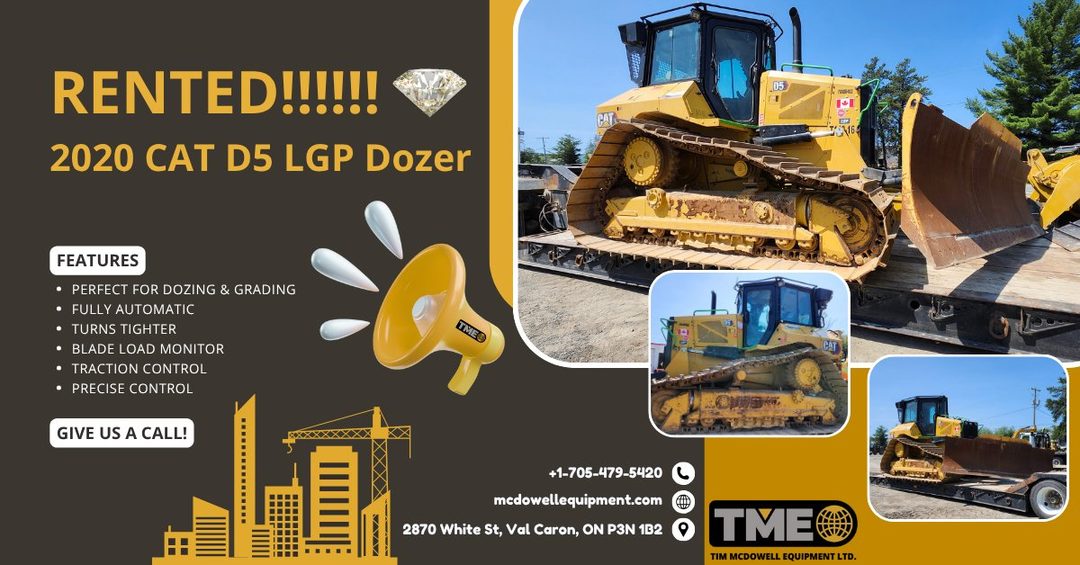 RENTED!!!!!!
2020 CAT D5 LGP Dozer
FEATURES
• PERFECT FOR DOZING & GRADING
• FULLY AUTOMATIC
• TURNS TIGHTER
• BLADE LOAD MONITOR
• TRACTION CONTROL
• PRECISE CONTROL
GIVE US A CALL!
TME
D5
CAT
CAT
+1-705-479-5420
mcdowellequipment.com
2870 White St, Val Caron, ON P3N 1B2
TME
TIM MCDOWELL EQUIPMENT LTD.